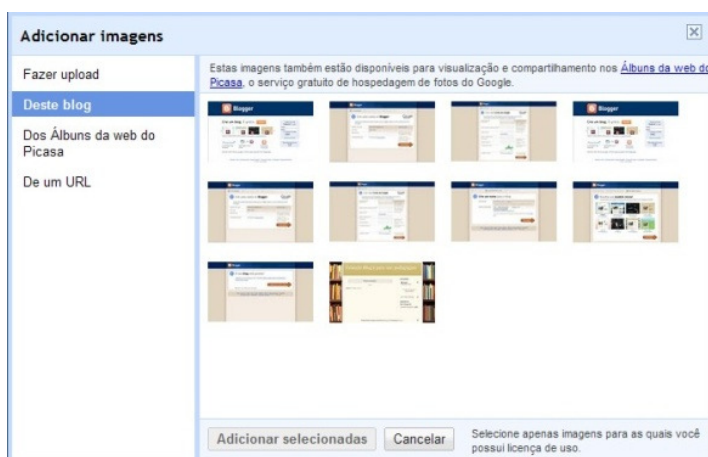 Adicionar imagens
Fazer upload
Deste blog
Dos Álbuns da web do
Picasa
De um URL
Estas imagens também estão disponíveis para visualização e compartilhamento nos Álbuns da web do
Picasa, o serviço gratuito de hospedagem de fotos do Google.
Blogger
Blogger
Adicionar selecionadas
Cancelar
Selecione apenas imagens para as quais você
possui licença de uso.